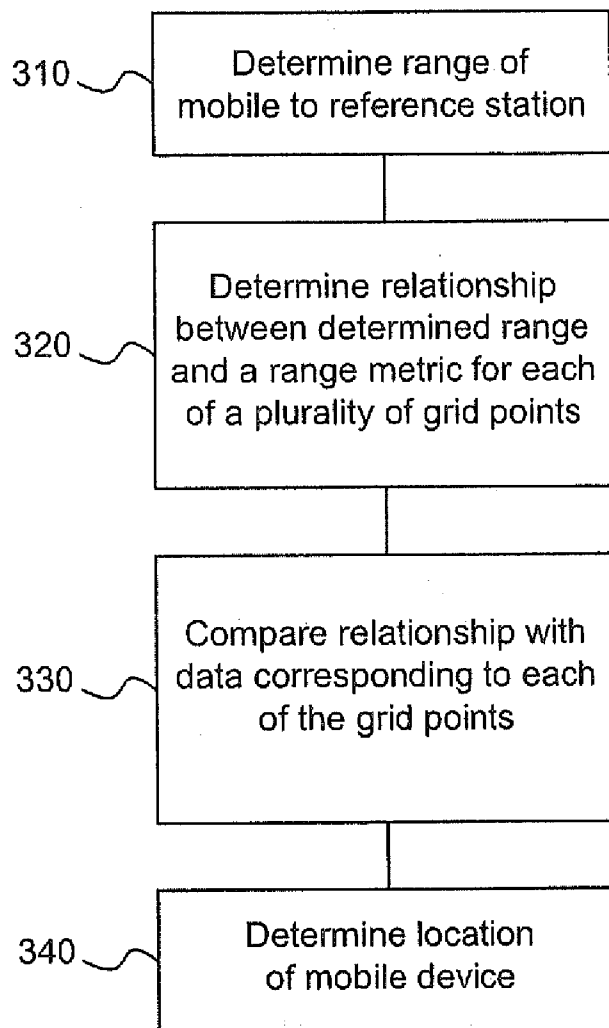 310
Determine range of
mobile to reference station
320
Determine relationship
between determined range
and a range metric for each
of a plurality of grid points
330
Compare relationship with
data corresponding to each
of the grid points
340
Determine location
of mobile device